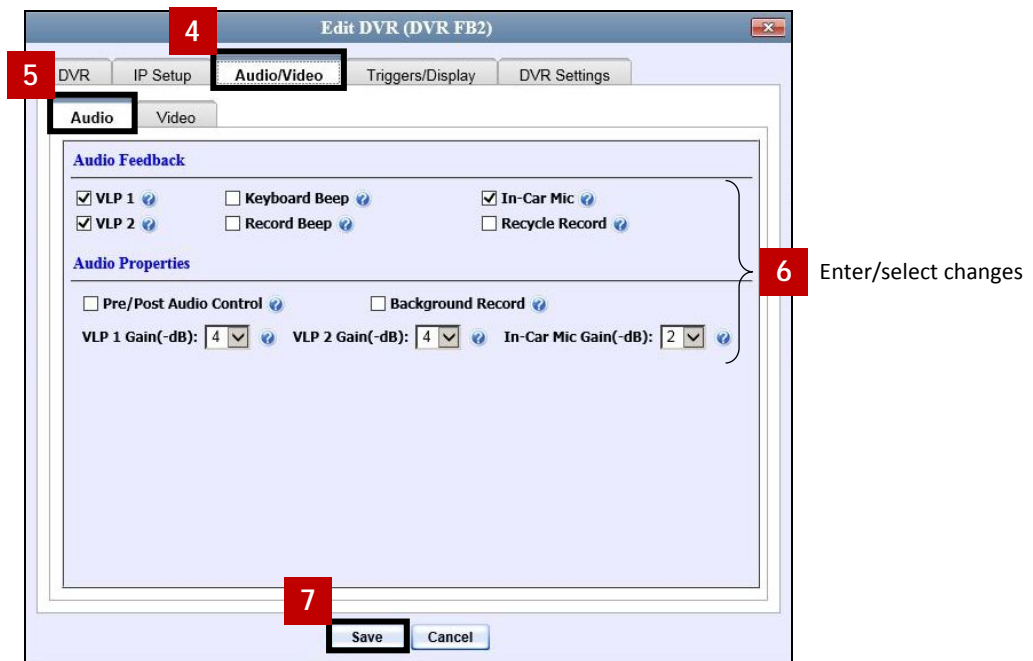 4
Edit DVR (DVR FB2)
5
DVR IP Setup Audio/Video Triggers/Display DVR Settings
Audio Video
Audio Feedback
VLP 1 Keyboard Beep In-Car Mic
VLP 2 Record Beep Recycle Record
Audio Properties
6 Enter/select changes
Pre/Post Audio Control Background Record
VLP 1 Gain(-dB): 4 VLP 2 Gain(-dB): 4 In-Car Mic Gain(-dB): 2
7
Save Cancel